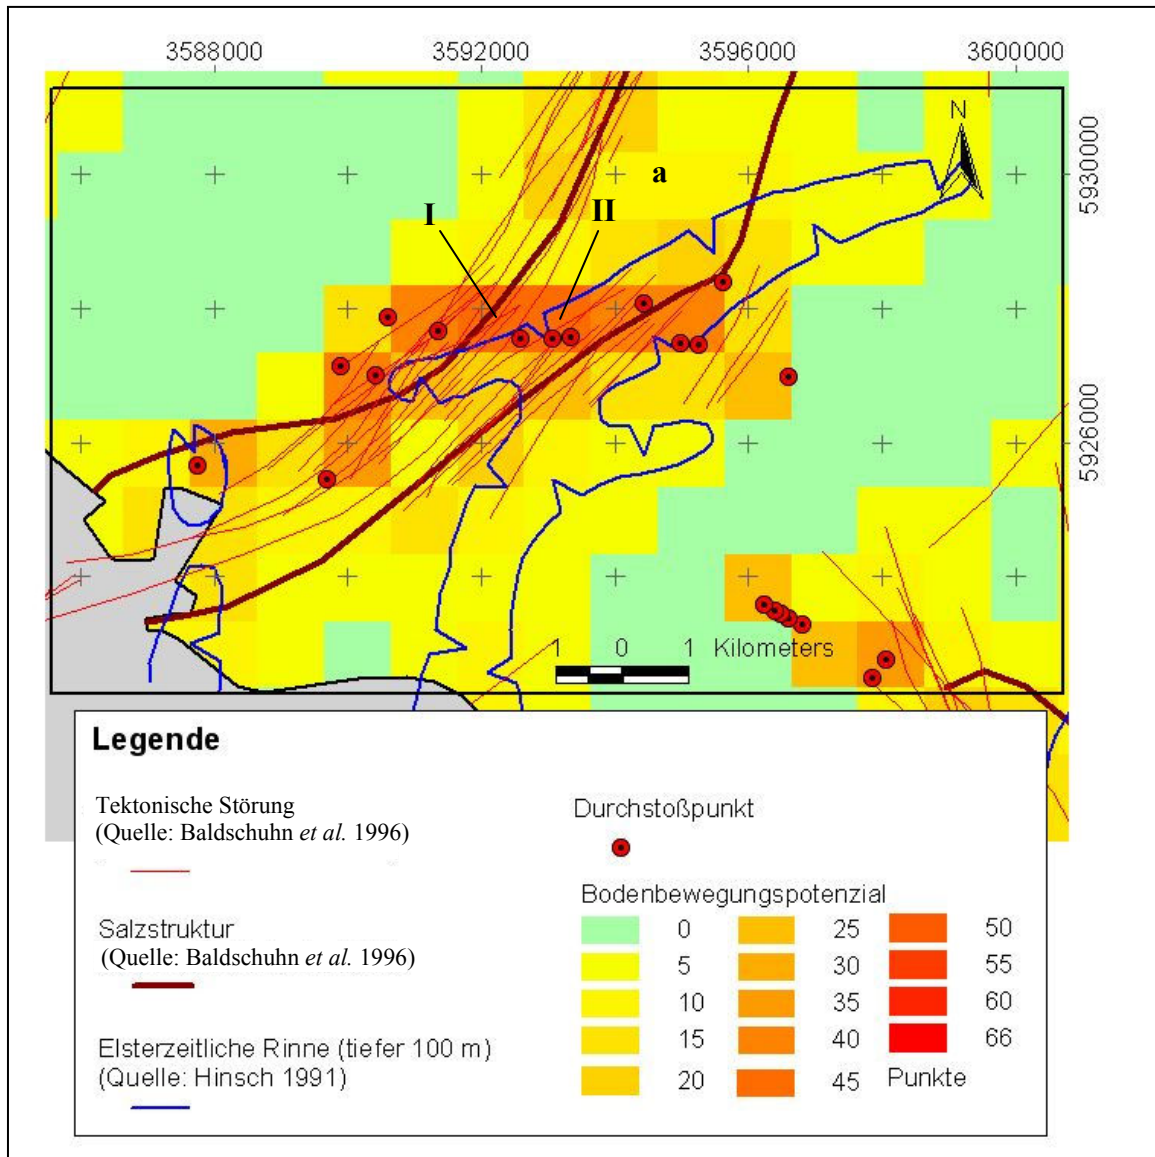 3588000 3592000 3596000 3600000
N
5930000
a
I
II
5926000
1 0 1 Kilometers
Legende
Tektonische Störung
(Quelle: Baldschuhn et al. 1996)
Salzstruktur
(Quelle: Baldschuhn et al. 1996)
Elsterzeitliche Rinne (tiefer 100 m)
(Quelle: Hinsch 1991)
Durchstoßpunkt
Bodenbewegungspotenzial
0 25 50
5 30 55
10 35 60
15 40 66
20 45 Punkte